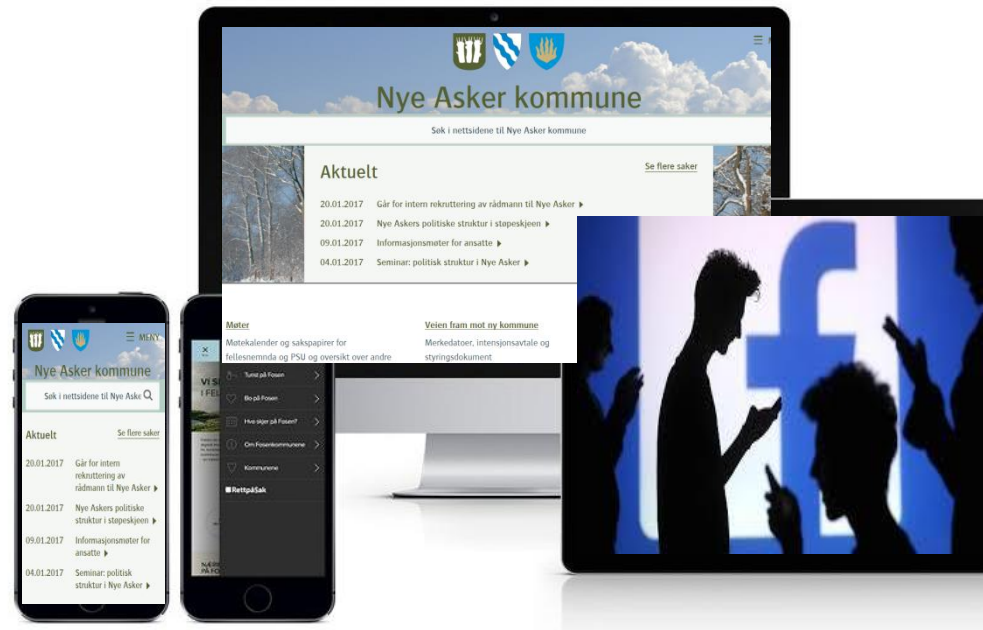 Nye Asker kommune
Søk i nettsidene til Nye Asker kommune
Aktuelt
Se flere saker
20.01.2017 Går for intern rekruttering av rådmann til Nye Asker
20.01.2017 Nye Askers politiske struktur i støpeskjeen
09.01.2017 Informasjonsmøter for ansatte
04.01.2017 Seminar: politisk struktur i Nye Asker
Møter
Møtekalender og sakspapirer for
fellesnemnda og PSU og oversikt over andre
Veien fram mot ny kommune
Merkedatoer, intensjonsavtale og
styringsdokument
MENY
Nye Asker kommune
Søk i nettsidene til Nye Aske
Aktuelt
Se flere saker
20.01.2017 Går for intern
rekruttering av
rådmann til Nye Asker
20.01.2017 Nye Askers politiske
struktur i støpeskjeen
09.01.2017 Informasjonsmøter for
ansatte
04.01.2017 Seminar: politisk
struktur i Nye Asker
VI S
I FEL
Turist på Fosen
Bo på Fosen
Hva skjer på Fosen?
Om Fosenkommunene
Kommunene
RettpåSak
NÆRI
PÅ FO